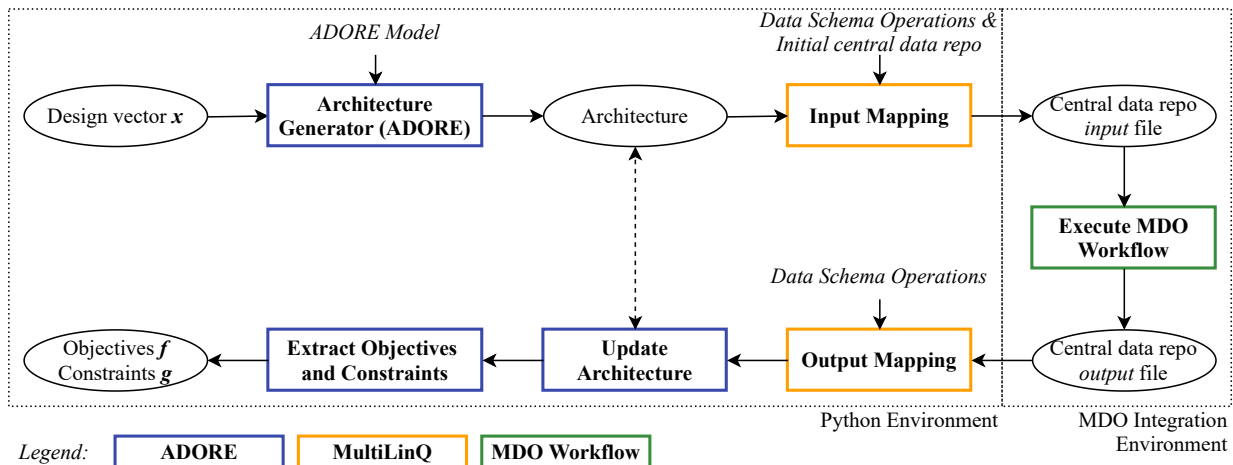 ADORE Model
Data Schema Operations &
Initial central data repo
Design vector x
Architecture
Generator (ADORE)
Architecture
Input Mapping
Central data repo
input file
Execute MDO
Workflow
Data Schema Operations
Objectives f
Constraints g
Extract Objectives
and Constraints
Update
Architecture
Output Mapping
Central data repo
output file
Python Environment
MDO Integration
Environment
Legend:
ADORE
MultiLinQ
MDO Workflow